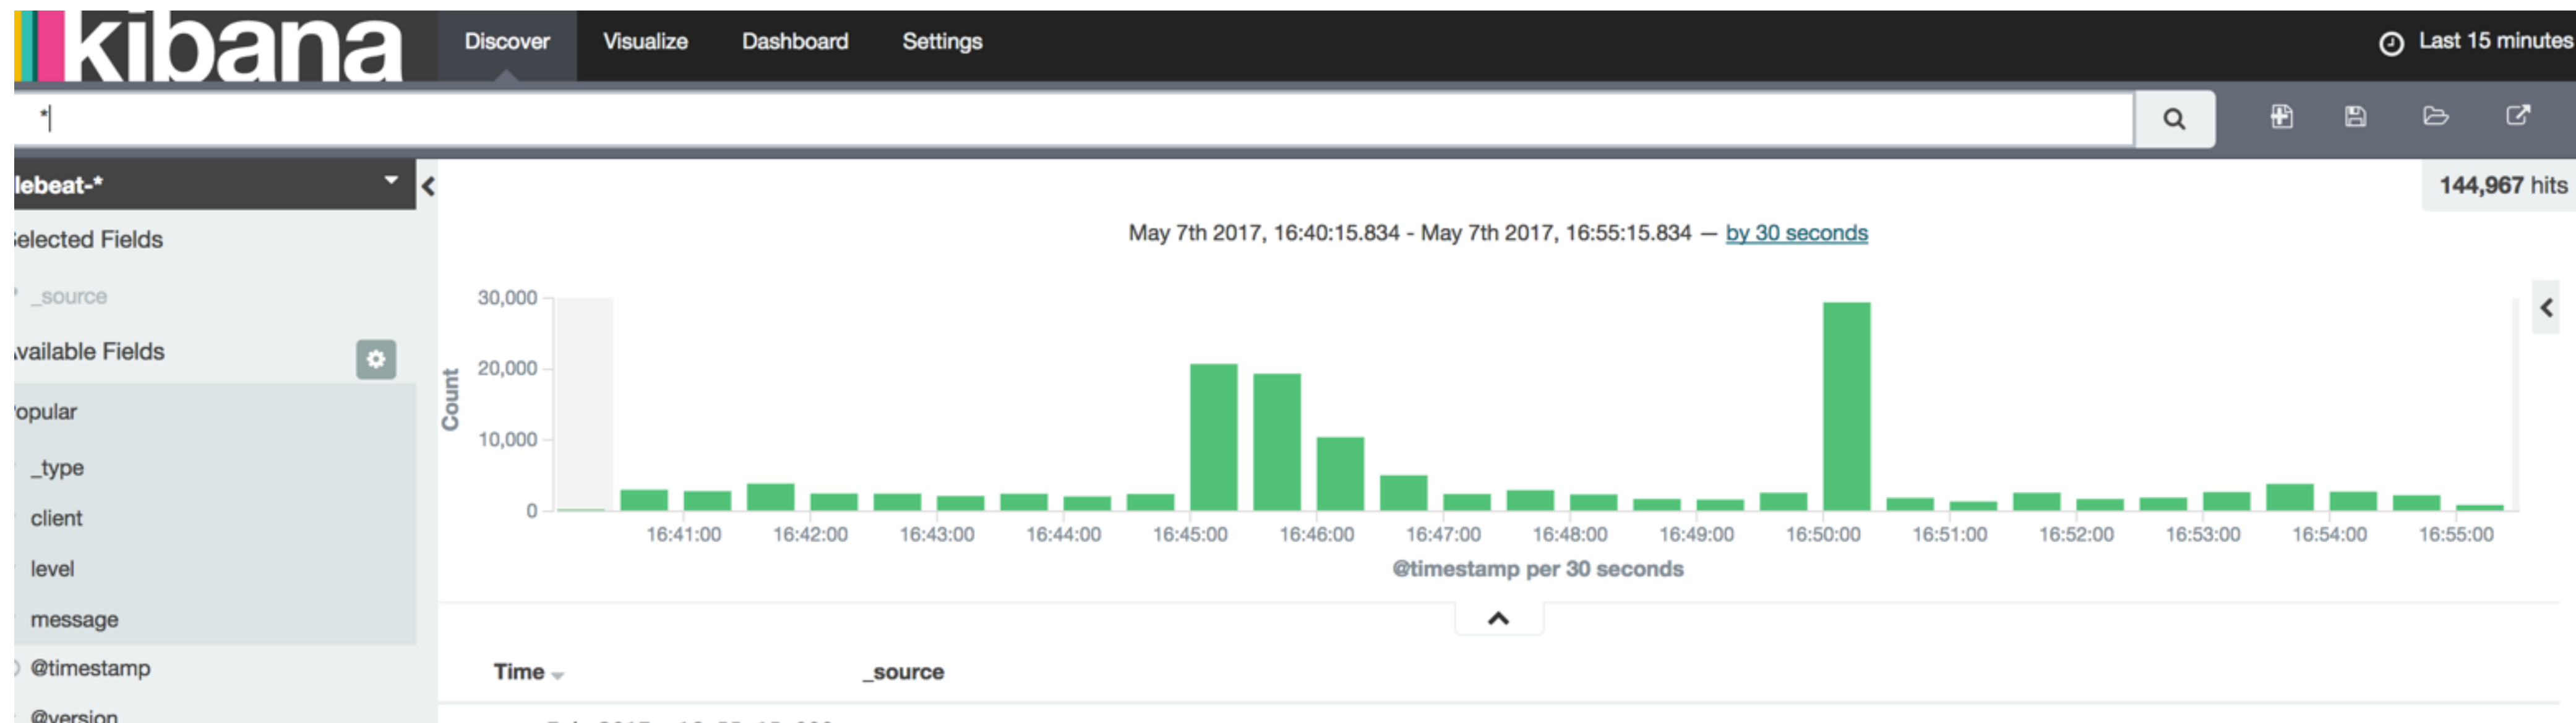 kibana Discover Visualize Dashboard Settings Last 15 minutes
*
lebeat-*
144,967 hits
elected Fields
May 7th 2017, 16:40:15.834 - May 7th 2017, 16:55:15.834 — by 30 seconds
_source
vailable Fields
opular
_type
client
level
message
@timestamp
@version
Count
30,000
20,000
10,000
0
16:41:00 16:42:00 16:43:00 16:44:00 16:45:00 16:46:00 16:47:00 16:48:00 16:49:00 16:50:00 16:51:00 16:52:00 16:53:00 16:54:00 16:55:00
@timestamp per 30 seconds
Time _source